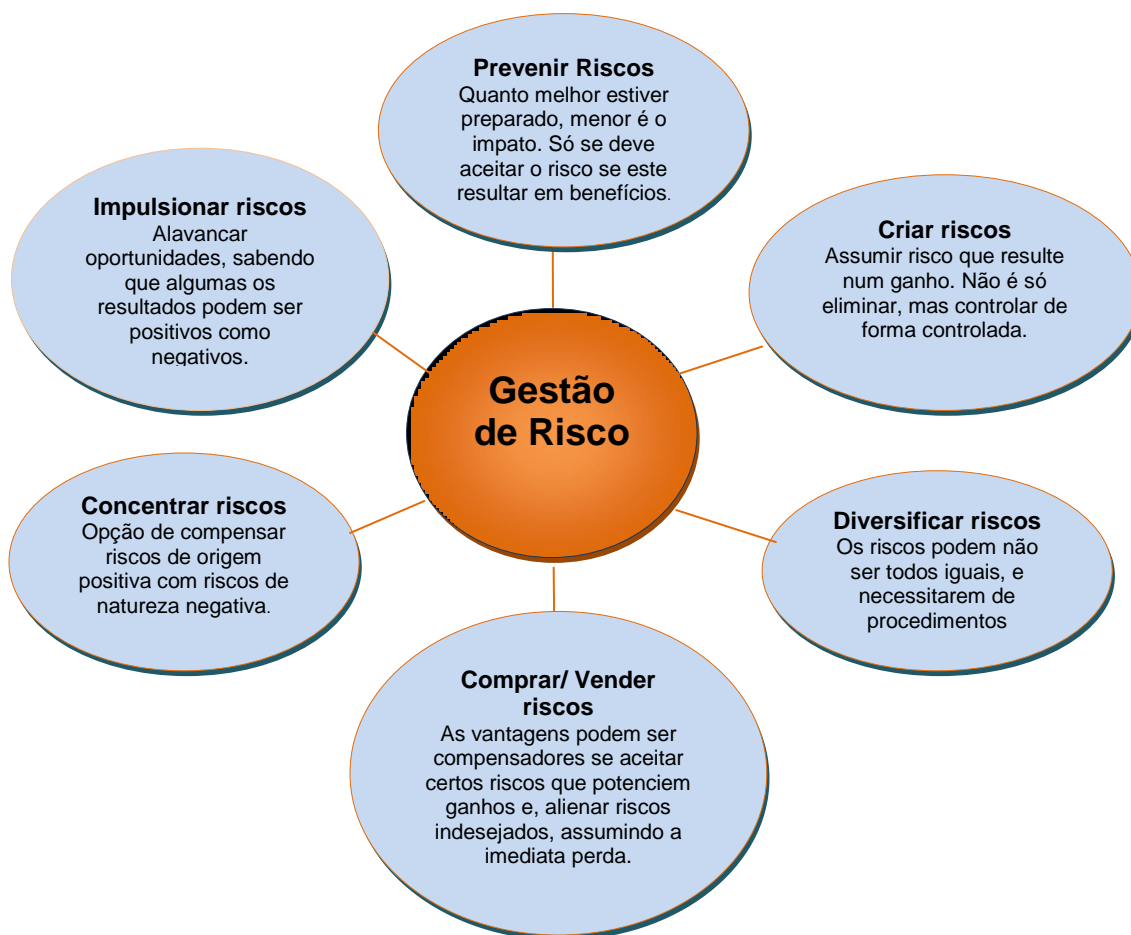 Prevenir Riscos
Quanto melhor estiver
preparado, menor é o
impato. Só se deve
aceitar o risco se este
resultar em benefícios.
Impulsionar riscos
Alavancar
oportunidades, sabendo
que algumas os
resultados podem ser
positivos como
negativos.
Criar riscos
Assumir risco que resulte
num ganho. Não é só
eliminar, mas controlar de
forma controlada.
Gestão
de Risco
Concentrar riscos
Opção de compensar
riscos de origem
positiva com riscos de
natureza negativa.
Diversificar riscos
Os riscos podem não
ser todos iguais, e
necessitarem de
procedimentos
Comprar/ Vender
riscos
As vantagens podem ser
compensadores se aceitar
certos riscos que potenciem
ganhos e, alienar riscos
indesejados, assumindo a
imediata perda.